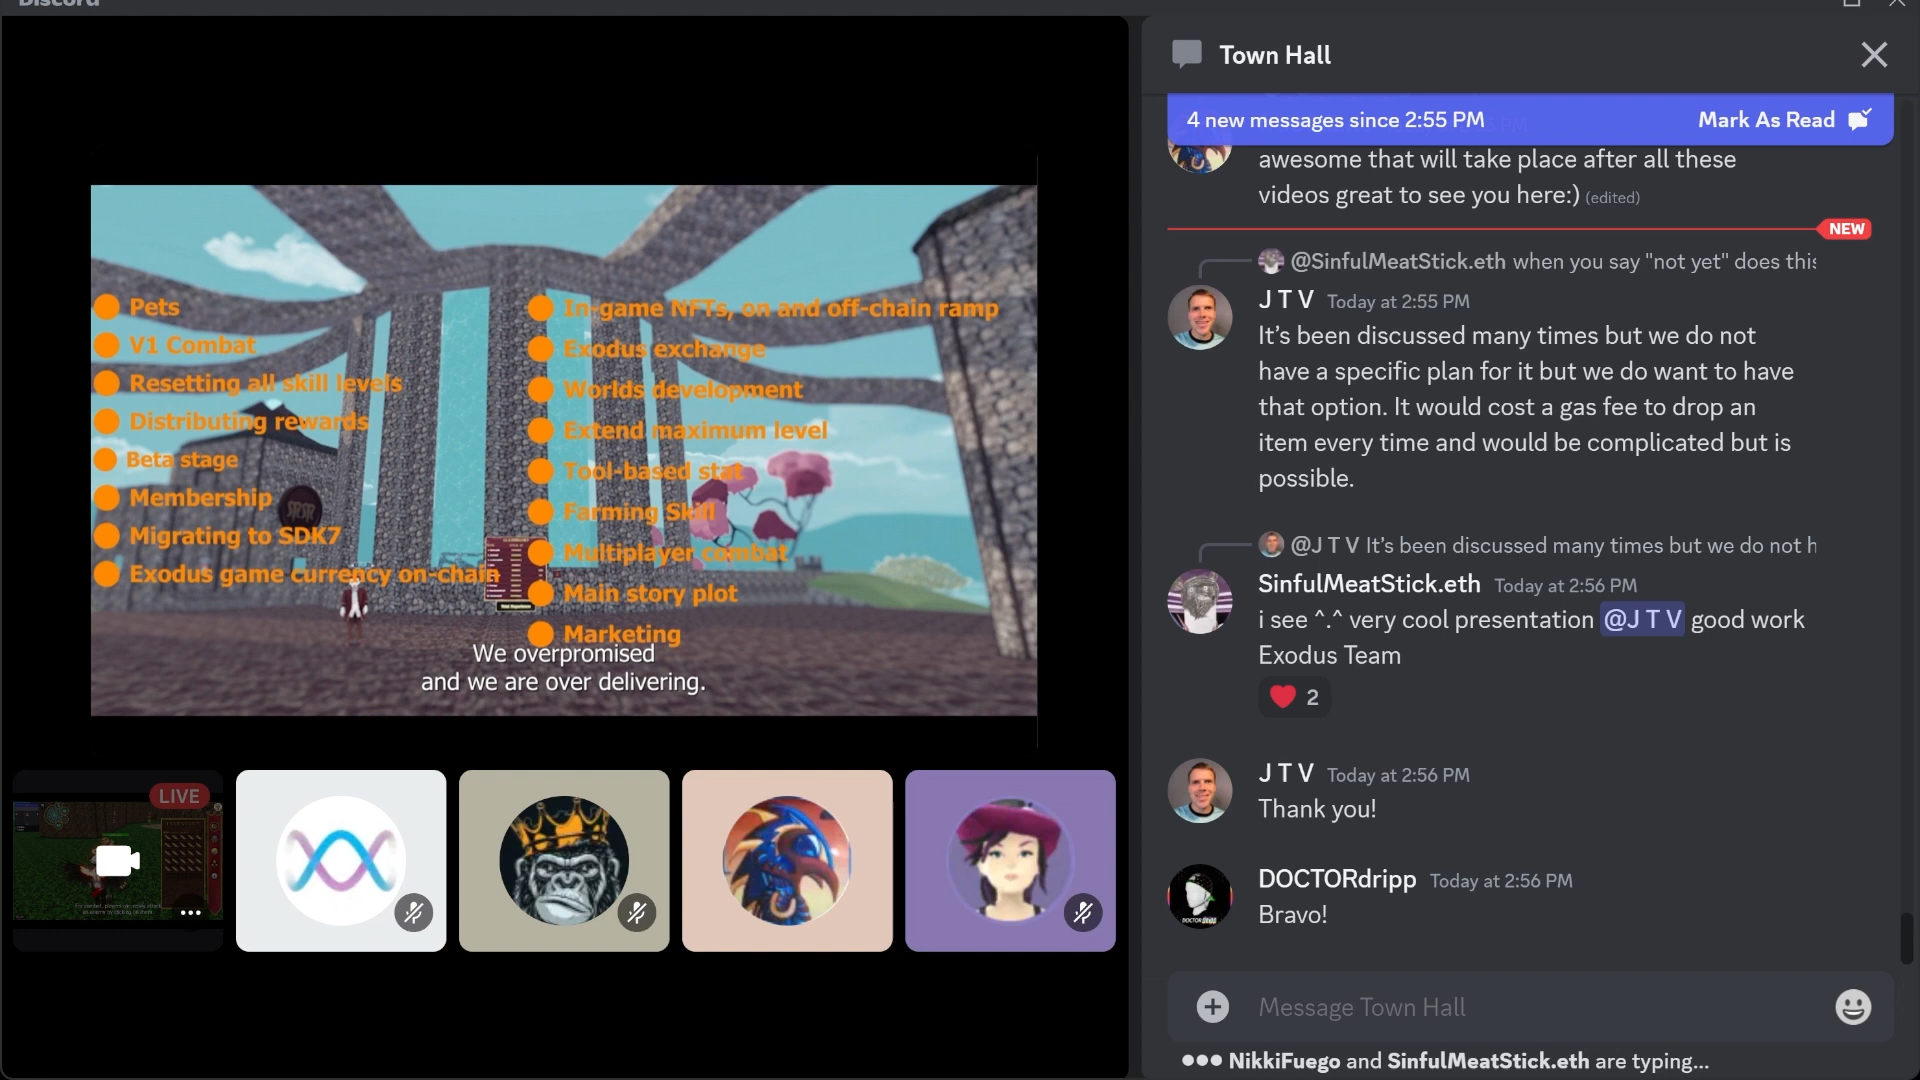 Discord
Pets
V1 Combat
Resetting all skill levels
Distributing rewards
Beta stage
Membership
Migrating to SDK7
Exodus game currency on-chain
In-game NFTs, on and off-chain ramp
Exodus exchange
Worlds development
Extend maximum level
Tool-based stat
Farming Skill
Multiplayer combat
Main story plot
Marketing
We overpromised
and we are over delivering.
LIVE
Town Hall
4 new messages since 2:55 PM Mark As Read
awesome that will take place after all these
videos great to see you here:) (edited)
NEW
@SinfulMeatStick.eth when you say "not yet" does this
J T V Today at 2:55 PM
It’s been discussed many times but we do not
have a specific plan for it but we do want to have
that option. It would cost a gas fee to drop an
item every time and would be complicated but is
possible.
@J T V It’s been discussed many times but we do not h
SinfulMeatStick.eth Today at 2:56 PM
i see ^.^ very cool presentation @J T V good work
Exodus Team
2
J T V Today at 2:56 PM
Thank you!
DOCTORdripp Today at 2:56 PM
Bravo!
Message Town Hall
NikkiFuego and SinfulMeatStick.eth are typing...